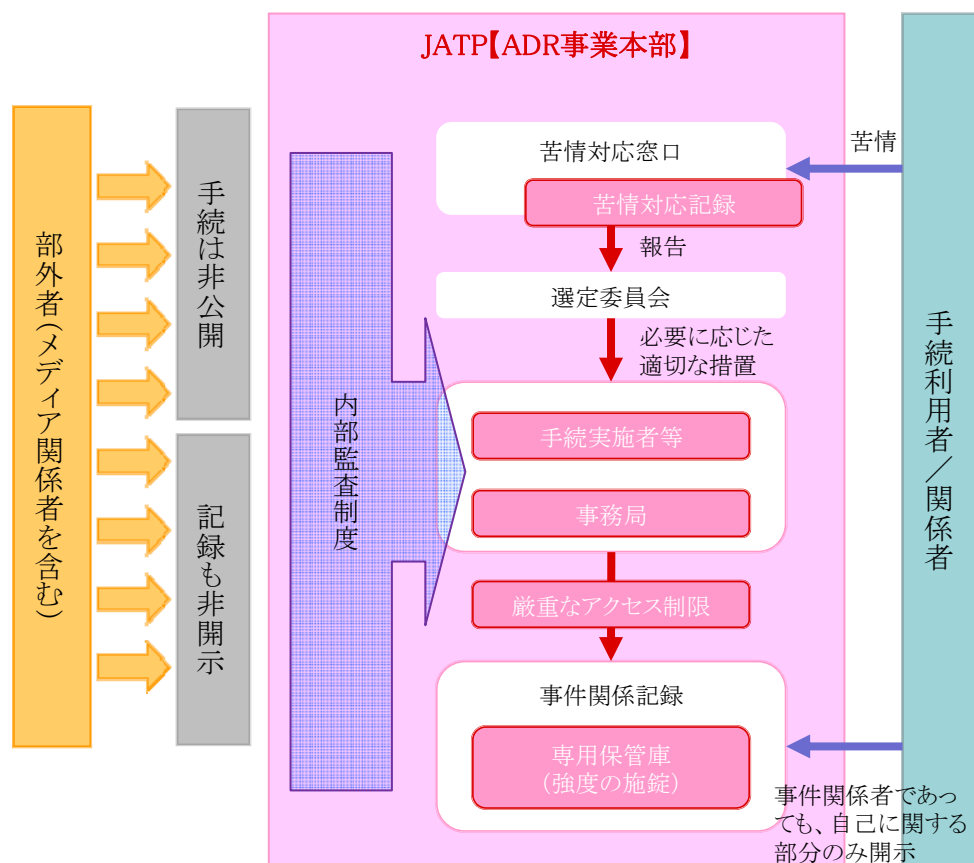 JATP【ADR事業本部】
部外者(メディア関係者を含む)
手続は非公開
記録も非開示
内部監査制度
苦情対応窓口
苦情対応記録
苦情
報告
選定委員会
必要に応じた
適切な措置
手続実施者等
事務局
厳重なアクセス制限
事件関係記録
専用保管庫
(強度の施錠)
手続利用者/関係者
事件関係者であっ
ても、自己に関する
部分のみ開示